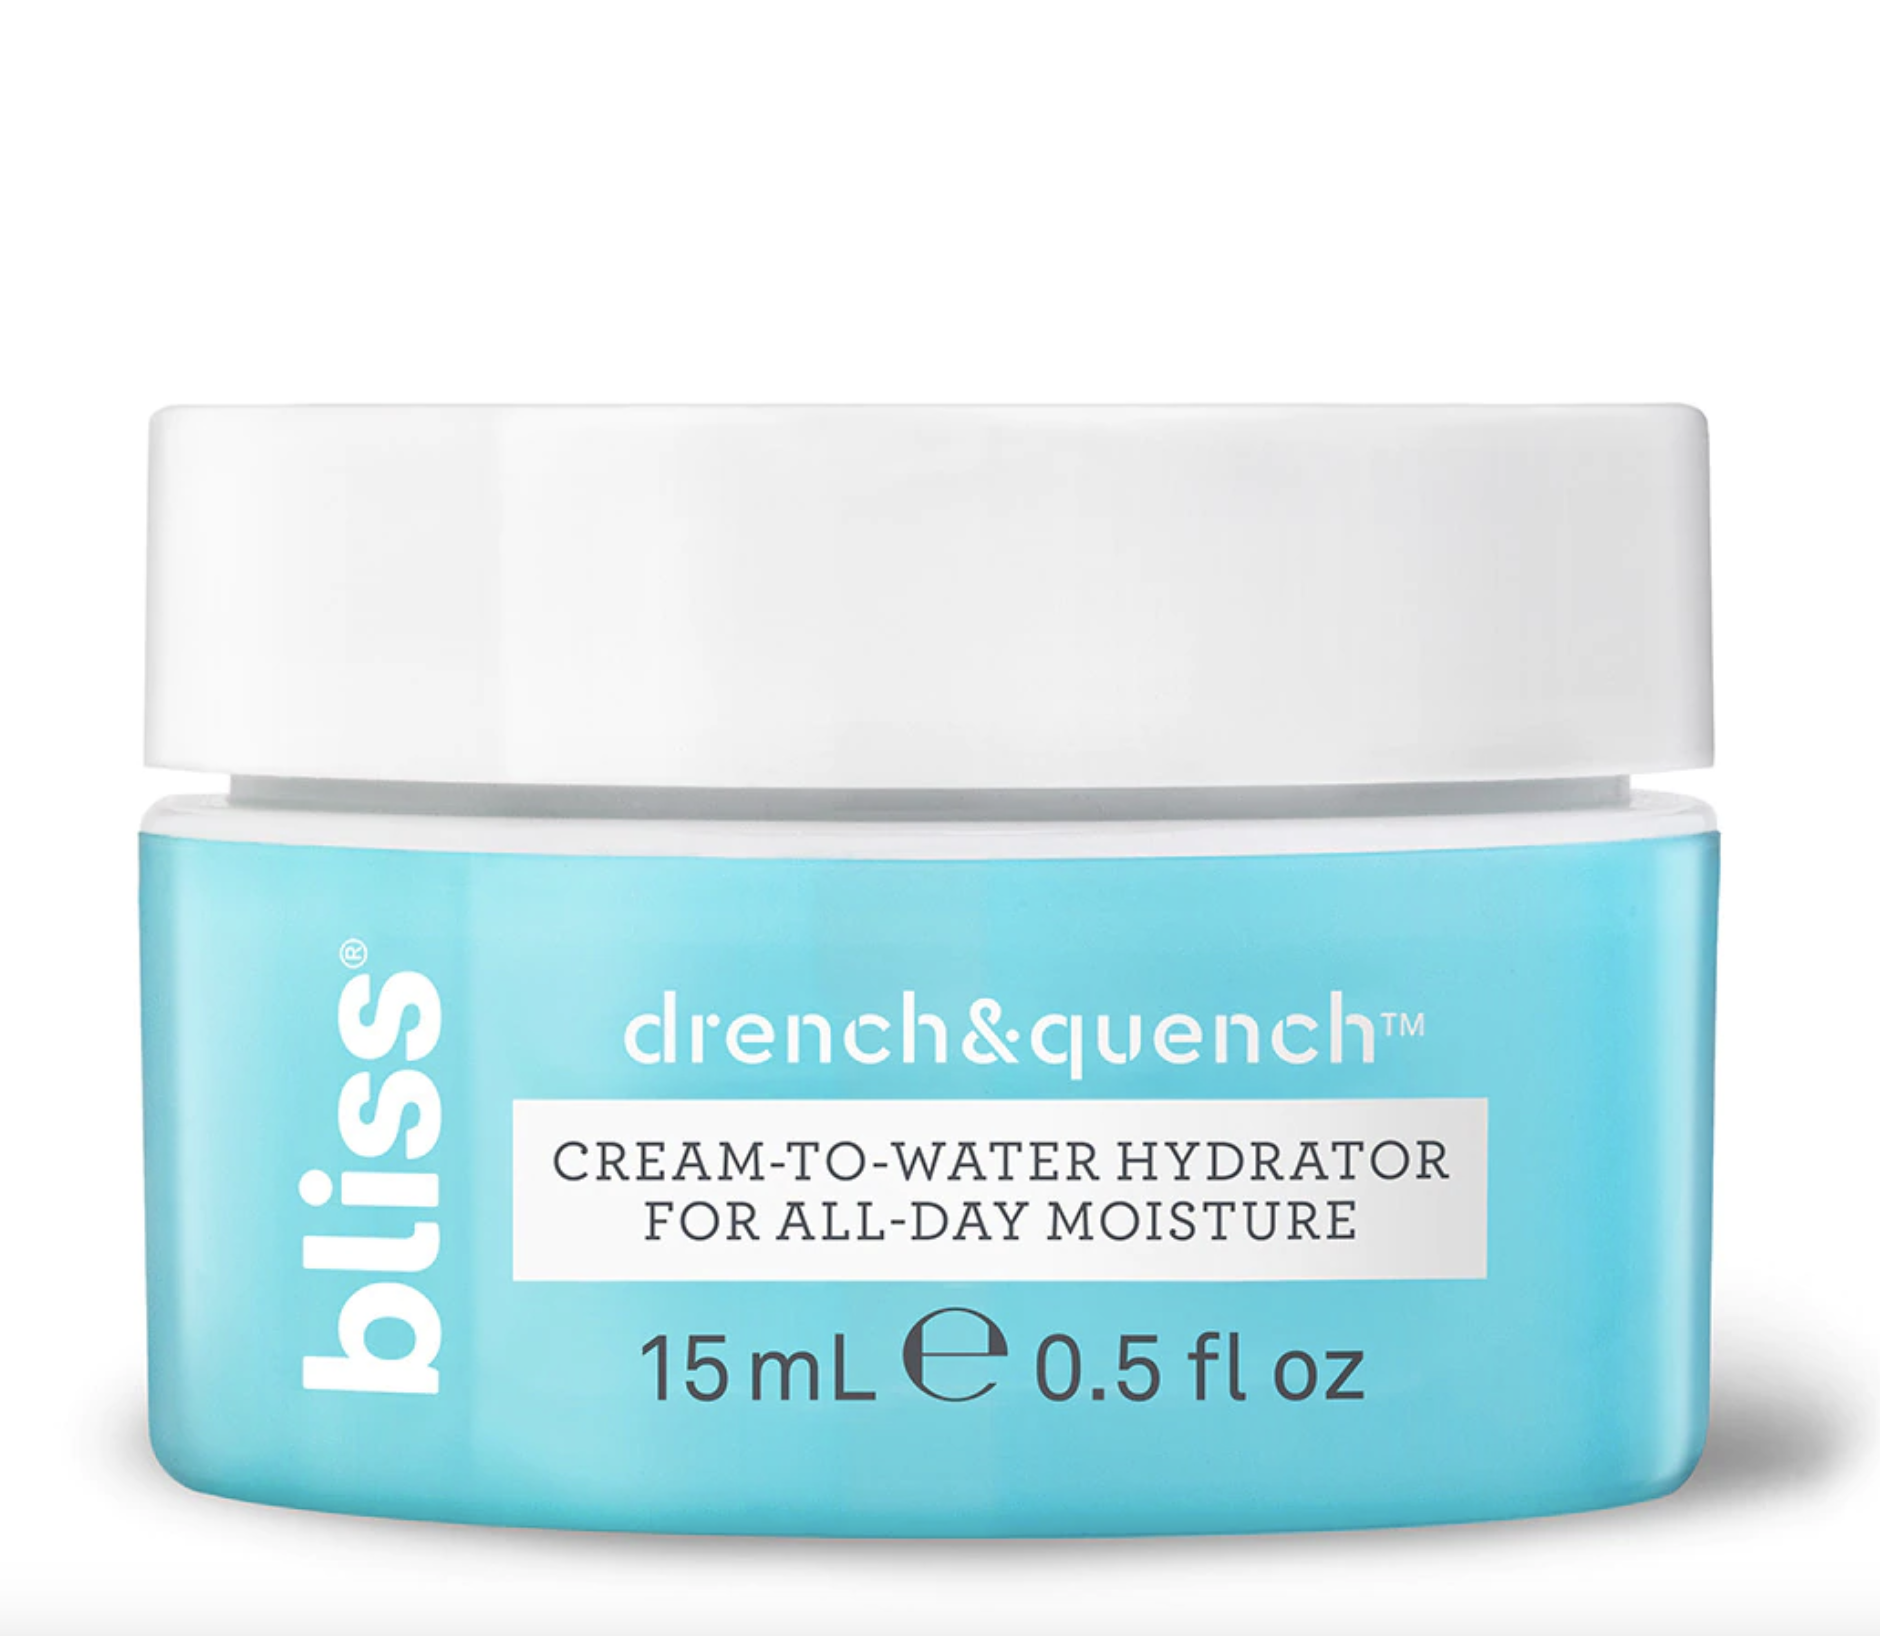 bliss®
drench&quench™
CREAM-TO-WATER HYDRATOR
FOR ALL-DAY MOISTURE
15 mL ℮ 0.5 fl oz